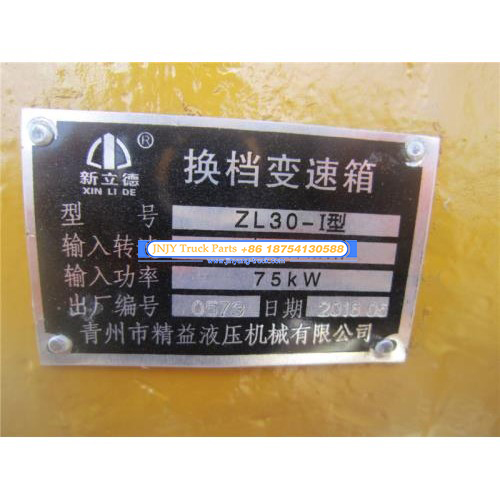 新立德
XIN LI DE
®
换档变速箱
型 号 ZL30-I型
输入转
JNJY Truck Parts +86 18754130588
输入功率 75kW
出厂编号 0573 日期 2018.03
青州市精益液压机械有限公司